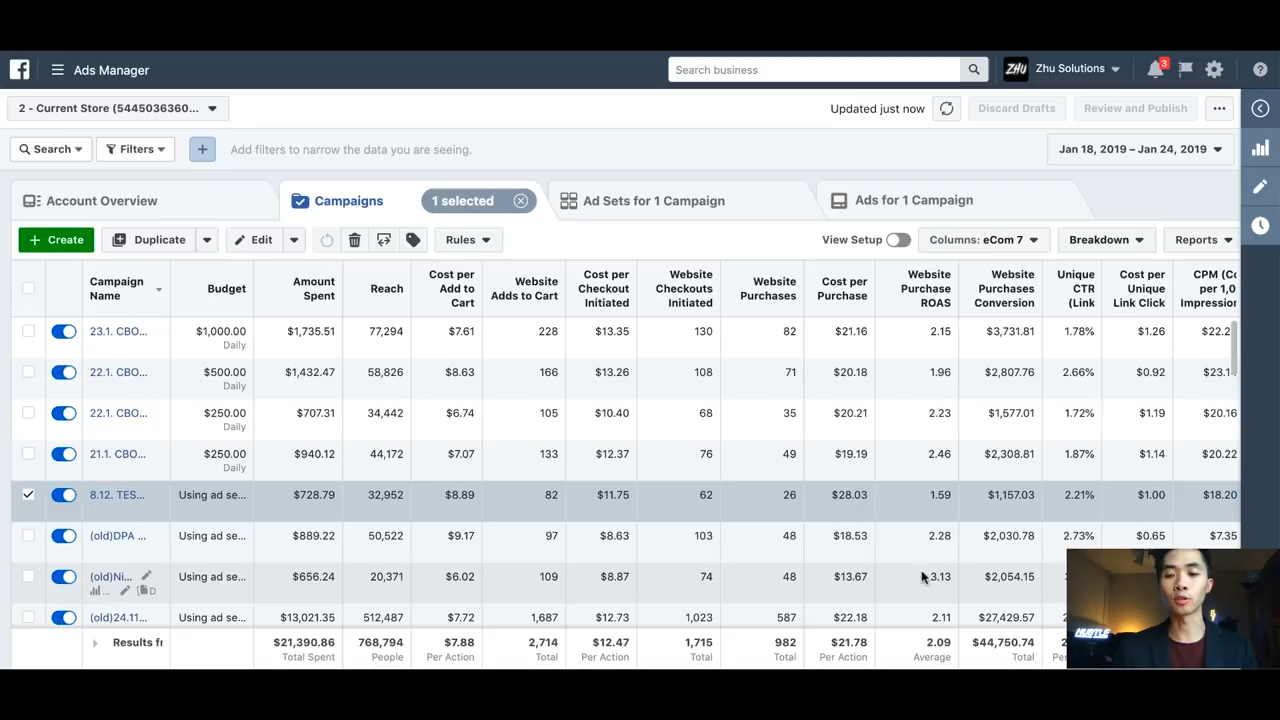 Ads Manager
Search business
ZHU
Zhu Solutions
3
2 - Current Store (5445036360...
Updated just now
Discard Drafts
Review and Publish
Search
Filters
Add filters to narrow the data you are seeing.
Jan 18, 2019 – Jan 24, 2019
Account Overview
Campaigns
1 selected
Ad Sets for 1 Campaign
Ads for 1 Campaign
+ Create
Duplicate
Edit
Rules
View Setup
Columns: eCom 7
Breakdown
Reports
Campaign Name
Budget
Amount Spent
Reach
Cost per Add to Cart
Website Adds to Cart
Cost per Checkout Initiated
Website Checkouts Initiated
Website Purchases
Cost per Purchase
Website Purchase ROAS
Website Purchases Conversion
Unique CTR (Link
Cost per Unique Link Click
CPM (Co per 1,0 Impression
23.1. CBO... $1,000.00 Daily $1,735.51 77,294 $7.61 228 $13.35 130 82 $21.16 2.15 $3,731.81 1.78% $1.26 $22.2
22.1. CBO... $500.00 Daily $1,432.47 58,826 $8.63 166 $13.26 108 71 $20.18 1.96 $2,807.76 2.66% $0.92 $23.1
22.1. CBO... $250.00 Daily $707.31 34,442 $6.74 105 $10.40 68 35 $20.21 2.23 $1,577.01 1.72% $1.19 $20.16
21.1. CBO... $250.00 Daily $940.12 44,172 $7.07 133 $12.37 76 49 $19.19 2.46 $2,308.81 1.87% $1.14 $20.22
8.12. TES... Using ad se... $728.79 32,952 $8.89 82 $11.75 62 26 $28.03 1.59 $1,157.03 2.21% $1.00 $18.20
(old)DPA ... Using ad se... $889.22 50,522 $9.17 97 $8.63 103 48 $18.53 2.28 $2,030.78 2.73% $0.65 $7.35
(old)Ni... Using ad se... $656.24 20,371 $6.02 109 $8.87 74 48 $13.67 3.13 $2,054.15
(old)24.11... Using ad se... $13,021.35 512,487 $7.72 1,687 $12.73 1,023 587 $22.18 2.11 $27,429.57
Results fr $21,390.86 768,794 $7.88 2,714 $12.47 1,715 982 $21.78 2.09 $44,750.74
Total Spent People Per Action Total Per Action Total Total Per Action Average Total
HUSTLE